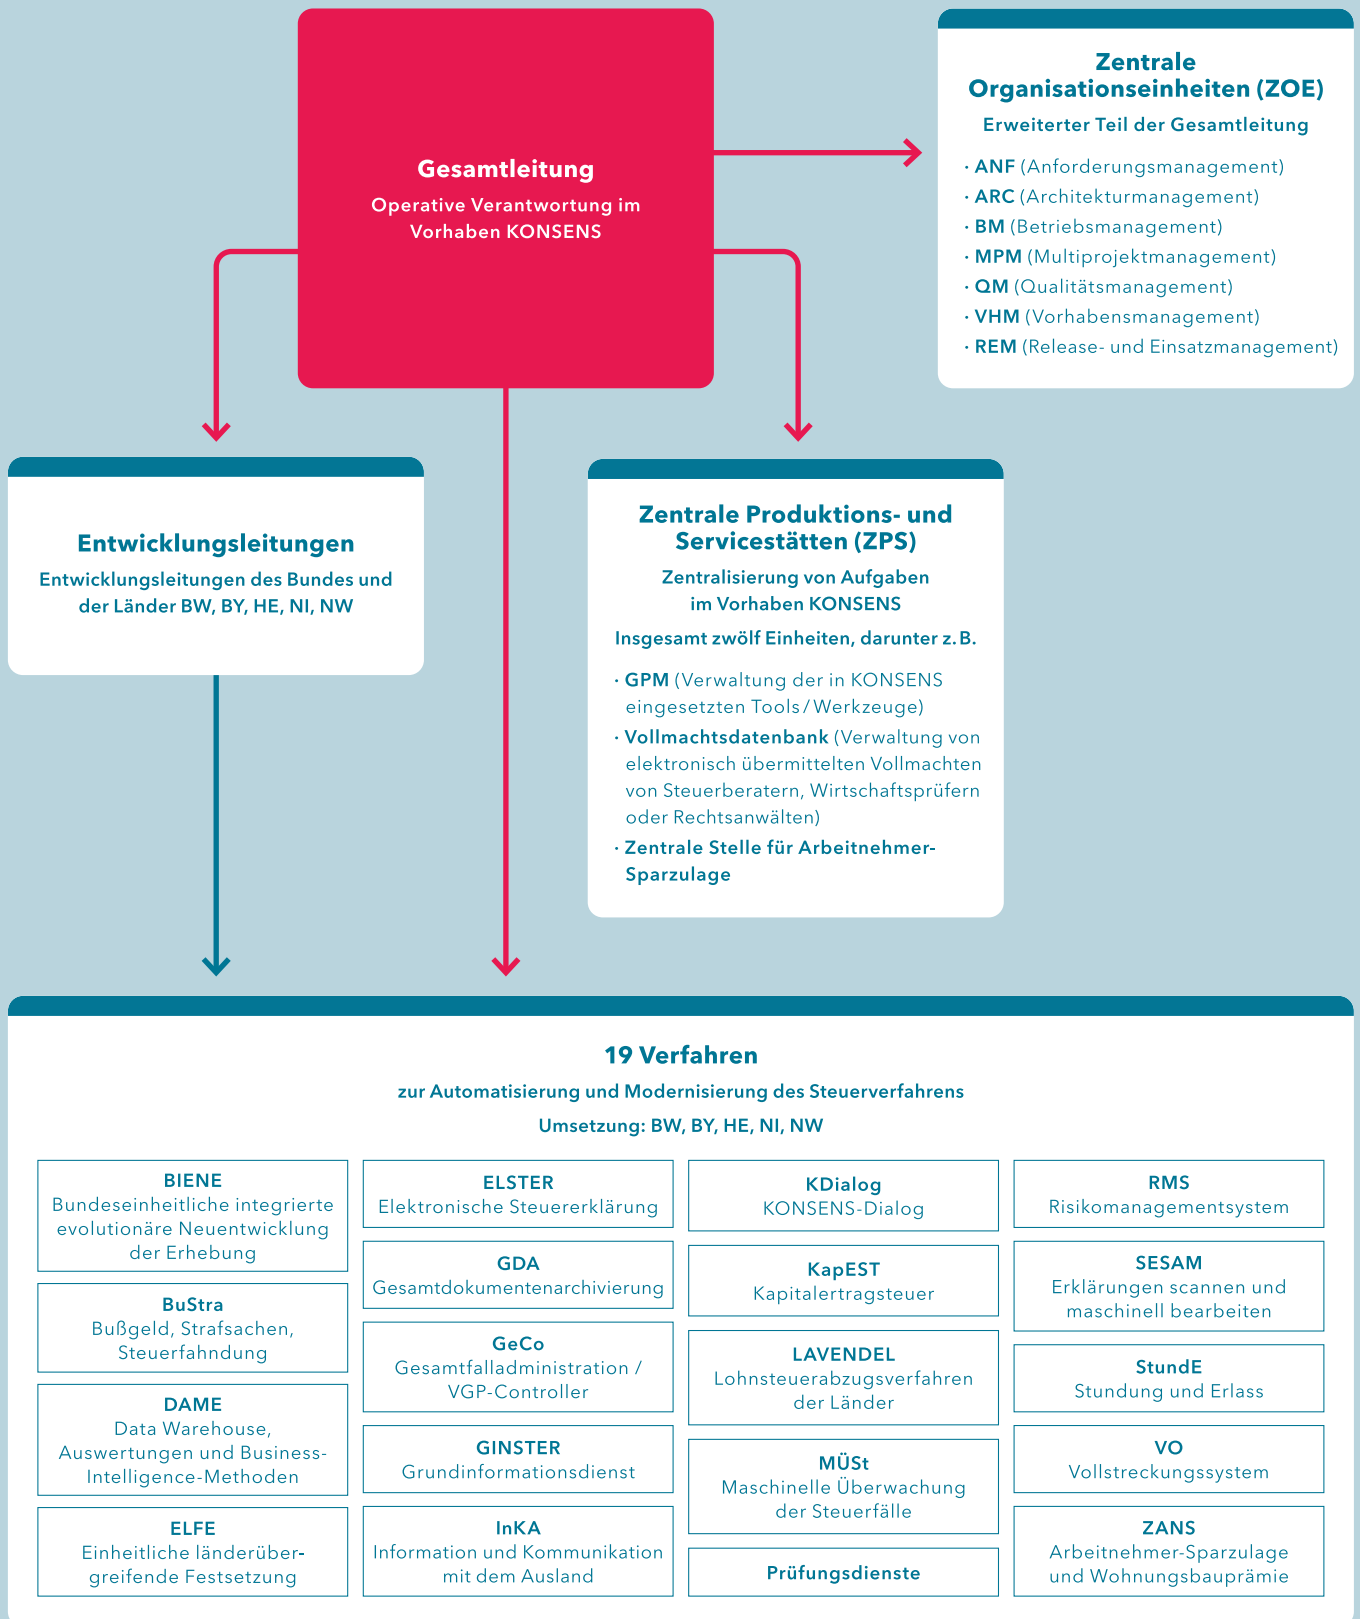 Gesamtleitung
Operative Verantwortung im
Vorhaben KONSENS
Zentrale
Organisationseinheiten (ZOE)
Erweiterter Teil der Gesamtleitung
· ANF (Anforderungsmanagement)
· ARC (Architekturmanagement)
· BM (Betriebsmanagement)
· MPM (Multiprojektmanagement)
· QM (Qualitätsmanagement)
· VHM (Vorhabensmanagement)
· REM (Release- und Einsatzmanagement)
Entwicklungsleitungen
Entwicklungsleitungen des Bundes und
der Länder BW, BY, HE, NI, NW
Zentrale Produktions- und
Servicestätten (ZPS)
Zentralisierung von Aufgaben
im Vorhaben KONSENS
Insgesamt zwölf Einheiten, darunter z. B.
· GPM (Verwaltung der in KONSENS
eingesetzten Tools / Werkzeuge)
· Vollmachtsdatenbank (Verwaltung von
elektronisch übermittelten Vollmachten
von Steuerberatern, Wirtschaftsprüfern
oder Rechtsanwälten)
· Zentrale Stelle für Arbeitnehmer-
Sparzulage
19 Verfahren
zur Automatisierung und Modernisierung des Steuerverfahrens
Umsetzung: BW, BY, HE, NI, NW
BIENE
Bundeseinheitliche integrierte
evolutionäre Neuentwicklung
der Erhebung
BuStra
Bußgeld, Strafsachen,
Steuerfahndung
DAME
Data Warehouse,
Auswertungen und Business-
Intelligence-Methoden
ELFE
Einheitliche länderüber-
greifende Festsetzung
ELSTER
Elektronische Steuererklärung
GDA
Gesamtdokumentenarchivierung
GeCo
Gesamtfalladministration /
VGP-Controller
GINSTER
Grundinformationsdienst
InKA
Information und Kommunikation
mit dem Ausland
KDialog
KONSENS-Dialog
KapEST
Kapitalertragsteuer
LAVENDEL
Lohnsteuerabzugsverfahren
der Länder
MÜSt
Maschinelle Überwachung
der Steuerfälle
Prüfungsdienste
RMS
Risikomanagementsystem
SESAM
Erklärungen scannen und
maschinell bearbeiten
StundE
Stundung und Erlass
VO
Vollstreckungssystem
ZANS
Arbeitnehmer-Sparzulage
und Wohnungsbauprämie